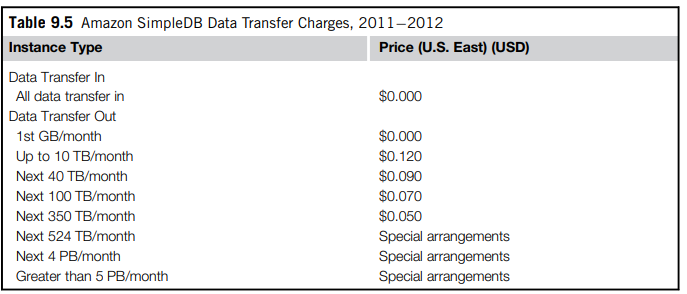 Table 9.5 Amazon SimpleDB Data Transfer Charges, 2011–2012
Instance Type Price (U.S. East) (USD)
Data Transfer In
All data transfer in $0.000
Data Transfer Out
1st GB/month $0.000
Up to 10 TB/month $0.120
Next 40 TB/month $0.090
Next 100 TB/month $0.070
Next 350 TB/month $0.050
Next 524 TB/month Special arrangements
Next 4 PB/month Special arrangements
Greater than 5 PB/month Special arrangements